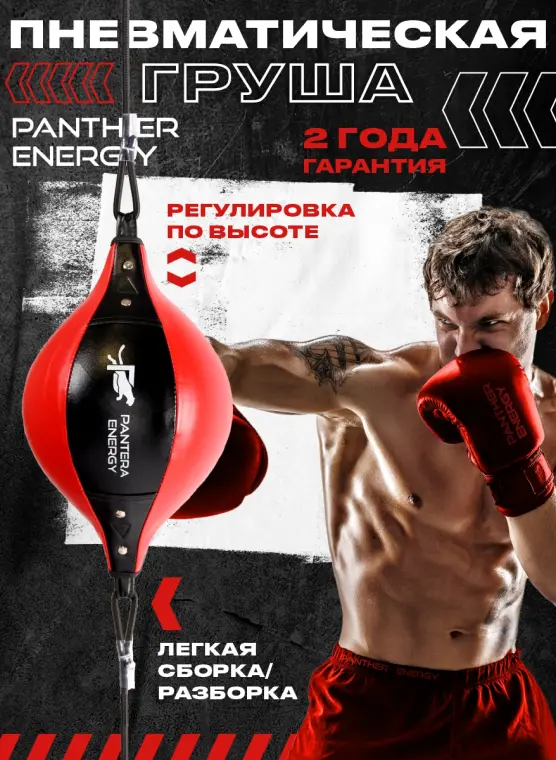 ПНЕВМАТИЧЕСКАЯ
ГРУША
PANTHER
ENERGY
2 ГОДА
ГАРАНТИЯ
РЕГУЛИРОВКА
ПО ВЫСОТЕ
PANTERA
ENERGY
PANTHER
ENERGY
PANTHER ENERGY
ЛЕГКАЯ
СБОРКА/
РАЗБОРКА